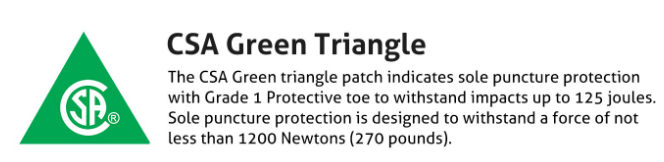 CSA Green Triangle
The CSA Green triangle patch indicates sole puncture protection
with Grade 1 Protective toe to withstand impacts up to 125 joules.
Sole puncture protection is designed to withstand a force of not
less than 1200 Newtons (270 pounds).
CSA®